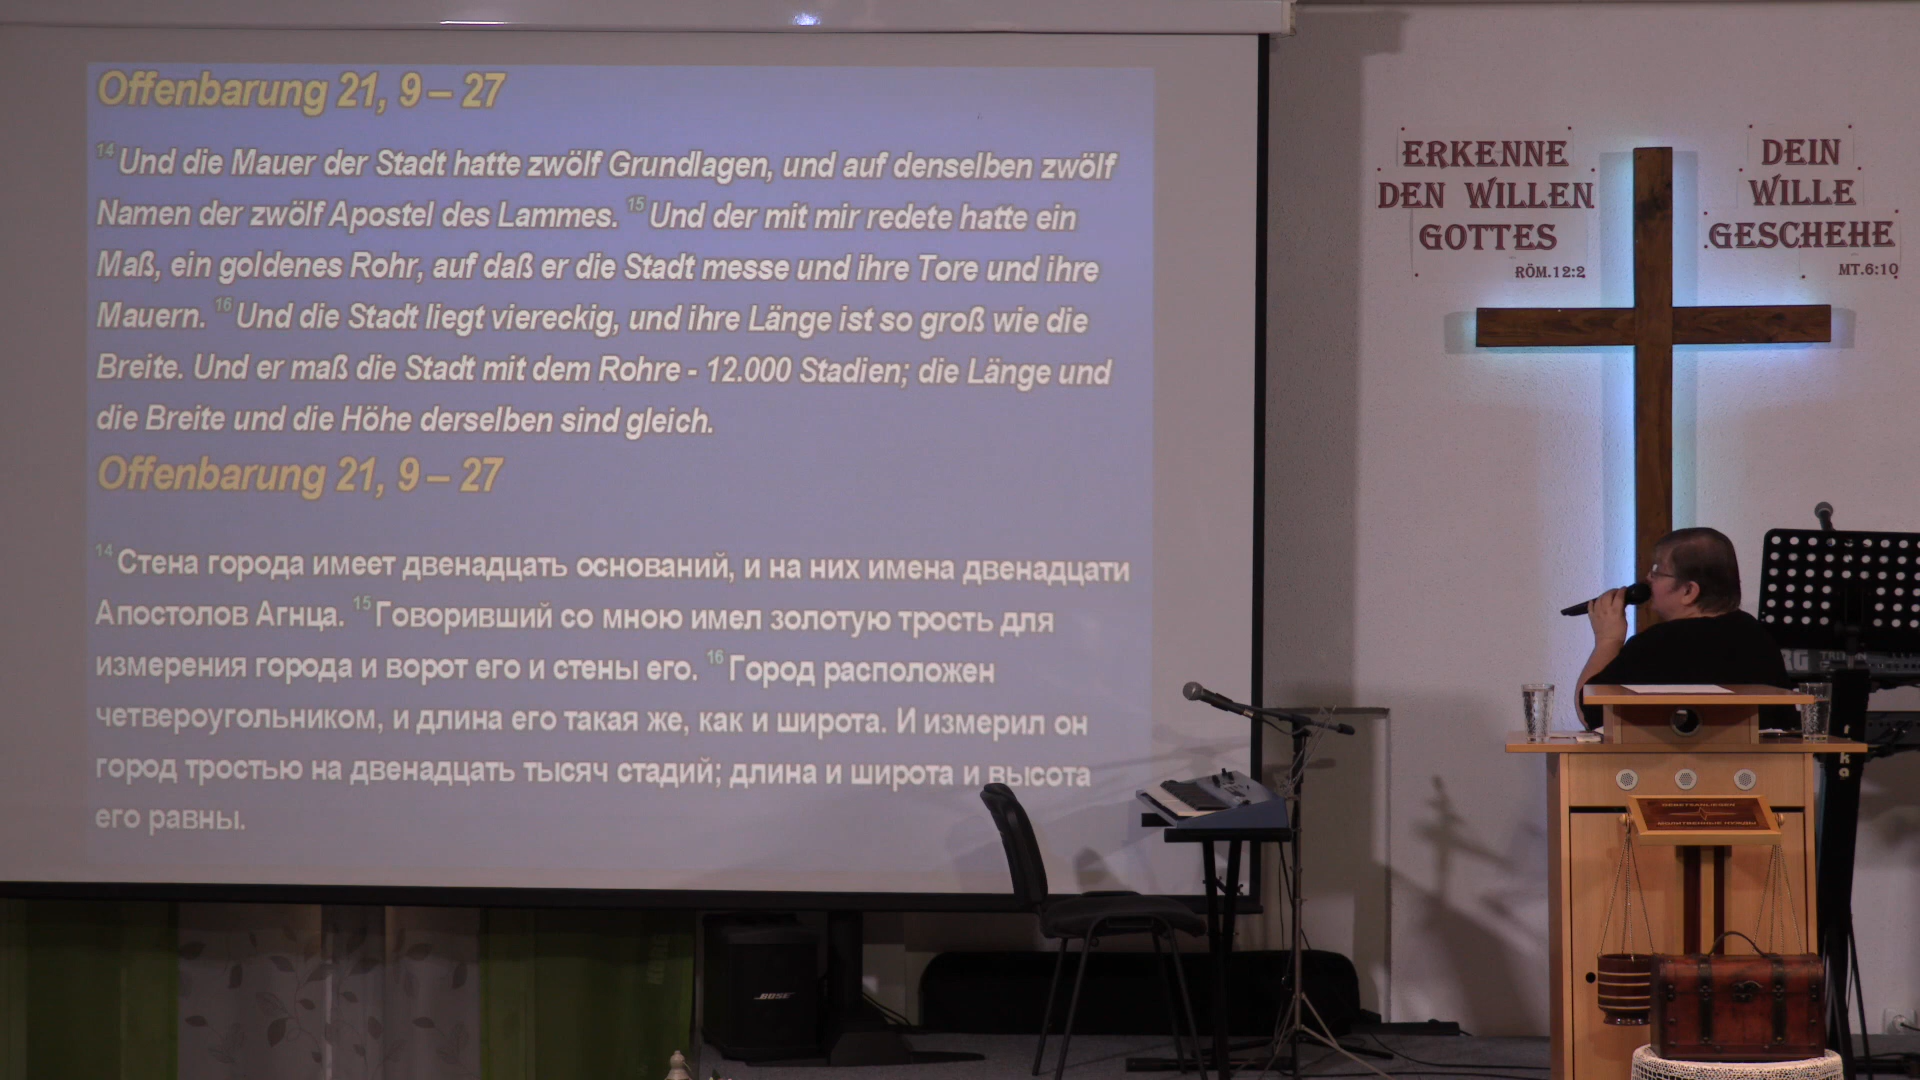 Offenbarung 21, 9 – 27
14 Und die Mauer der Stadt hatte zwölf Grundlagen, und auf denselben zwölf
Namen der zwölf Apostel des Lammes. 15 Und der mit mir redete hatte ein
Maß, ein goldenes Rohr, auf daß er die Stadt messe und ihre Tore und ihre
Mauern. 16 Und die Stadt liegt viereckig, und ihre Länge ist so groß wie die
Breite. Und er maß die Stadt mit dem Rohre - 12.000 Stadien; die Länge und
die Breite und die Höhe derselben sind gleich.
Offenbarung 21, 9 – 27
14 Стена города имеет двенадцать оснований, и на них имена двенадцати
Апостолов Агнца. 15 Говоривший со мною имел золотую трость для
измерения города и ворот его и стены его. 16 Город расположен
четвероугольником, и длина его такая же, как и широта. И измерил он
город тростью на двенадцать тысяч стадий; длина и широта и высота
его равны.
ERKENNE
DEN WILLEN
GOTTES
RÖM.12:2
DEIN
WILLE
GESCHEHE
MT.6:10
GEBETSANLIEGEN
МОЛИТВЕННЫЕ НУЖДЫ
BOSE